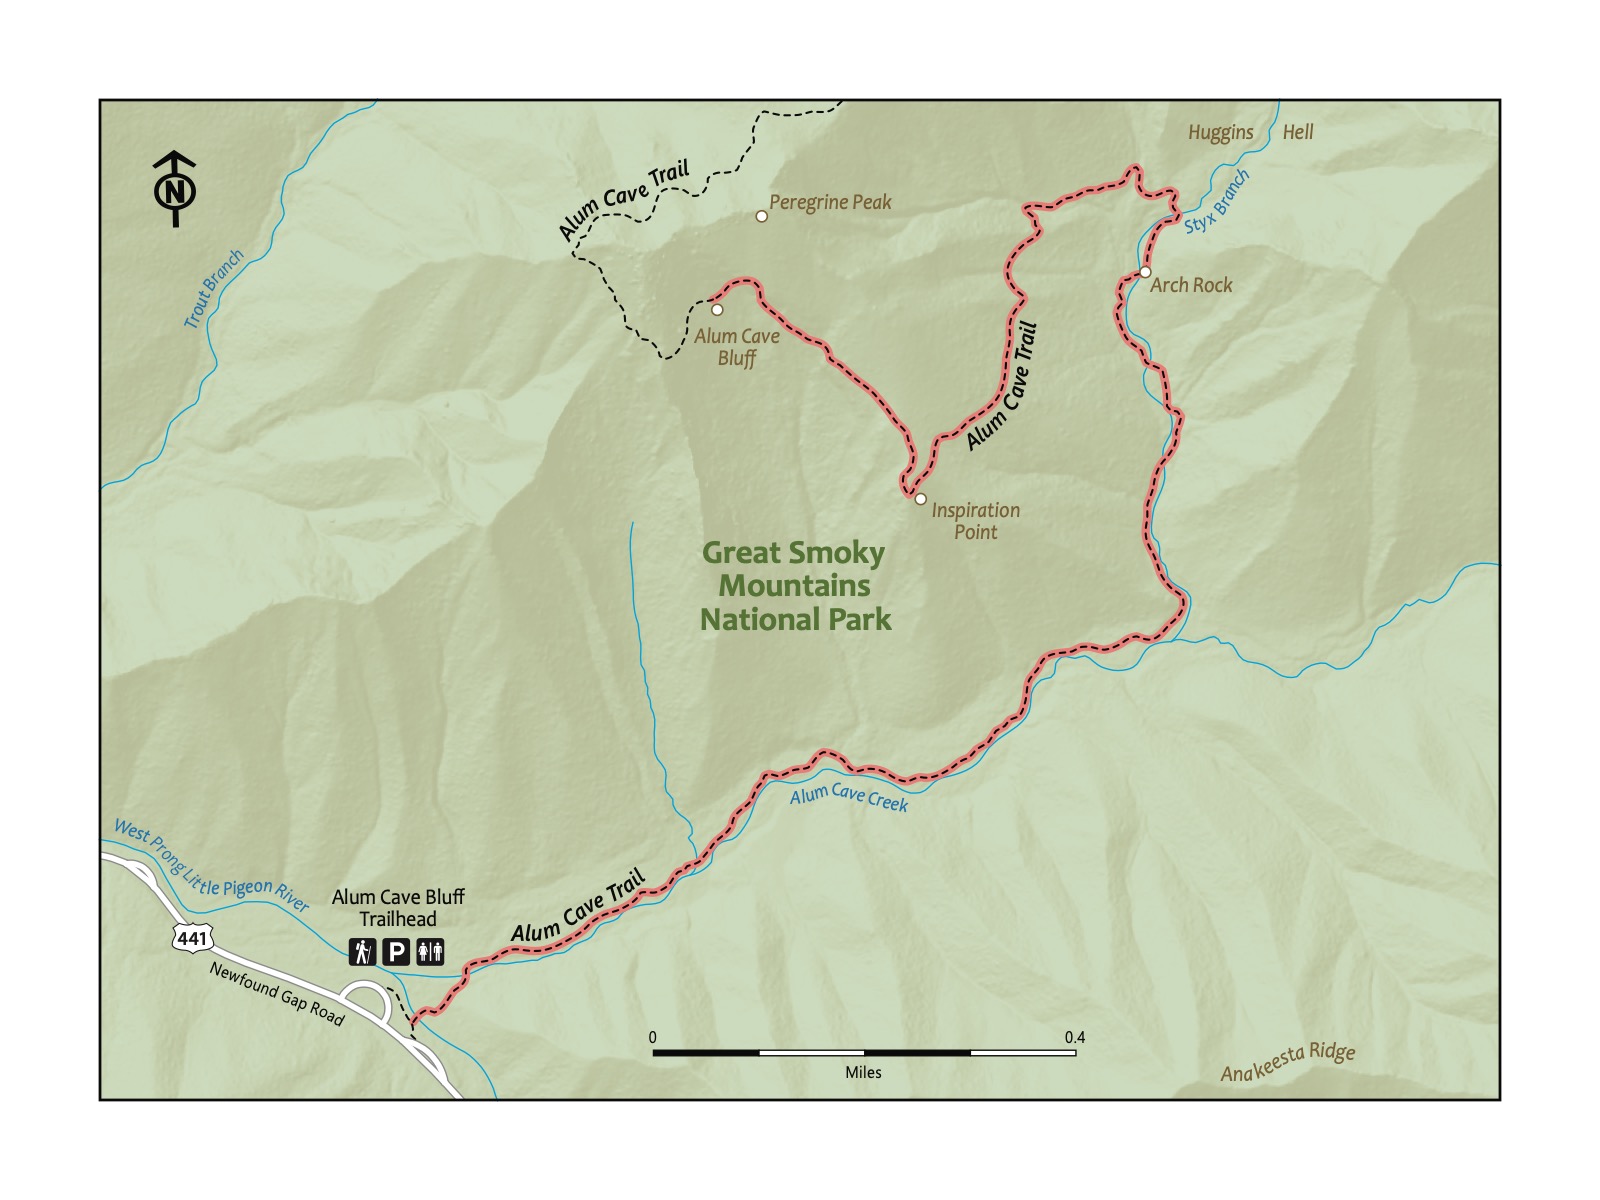 Huggins Hell
N
Alum Cave Trail
Peregrine Peak
Styx Branch
Trout Branch
Arch Rock
Alum Cave
Bluff
Alum Cave Trail
Inspiration
Point
Great Smoky
Mountains
National Park
Alum Cave Creek
West Prong Little Pigeon River
Alum Cave Bluff
Trailhead
P
Alum Cave Trail
441
Newfound Gap Road
0 0.4
Miles
Anakeesta Ridge